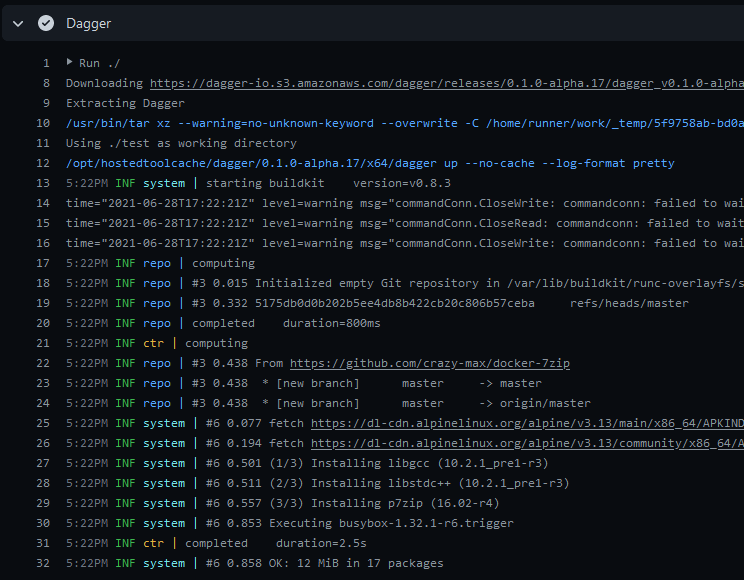 Dagger
1 Run ./
8 Downloading https://dagger-io.s3.amazonaws.com/dagger/releases/0.1.0-alpha.17/dagger_v0.1.0-alpha
9 Extracting Dagger
10 /usr/bin/tar xz --warning=no-unknown-keyword --overwrite -C /home/runner/work/_temp/5f9758ab-bd0a
11 Using ./test as working directory
12 /opt/hostedtoolcache/dagger/0.1.0-alpha.17/x64/dagger up --no-cache --log-format pretty
13 5:22PM INF system | starting buildkit    version=v0.8.3
14 time="2021-06-28T17:22:21Z" level=warning msg="commandConn.CloseWrite: commandconn: failed to wai
15 time="2021-06-28T17:22:21Z" level=warning msg="commandConn.CloseRead: commandconn: failed to wait
16 time="2021-06-28T17:22:21Z" level=warning msg="commandConn.CloseWrite: commandconn: failed to wai
17 5:22PM INF repo | computing
18 5:22PM INF repo | #3 0.015 Initialized empty Git repository in /var/lib/buildkit/runc-overlayfs/s
19 5:22PM INF repo | #3 0.332 5175db0d0b202b5ee4db8b422cb20c806b57ceba     refs/heads/master
20 5:22PM INF repo | completed    duration=800ms
21 5:22PM INF ctr | computing
22 5:22PM INF repo | #3 0.438 From https://github.com/crazy-max/docker-7zip
23 5:22PM INF repo | #3 0.438  * [new branch]      master     -> master
24 5:22PM INF repo | #3 0.438  * [new branch]      master     -> origin/master
25 5:22PM INF system | #6 0.077 fetch https://dl-cdn.alpinelinux.org/alpine/v3.13/main/x86_64/APKIND
26 5:22PM INF system | #6 0.194 fetch https://dl-cdn.alpinelinux.org/alpine/v3.13/community/x86_64/A
27 5:22PM INF system | #6 0.501 (1/3) Installing libgcc (10.2.1_pre1-r3)
28 5:22PM INF system | #6 0.511 (2/3) Installing libstdc++ (10.2.1_pre1-r3)
29 5:22PM INF system | #6 0.557 (3/3) Installing p7zip (16.02-r4)
30 5:22PM INF system | #6 0.853 Executing busybox-1.32.1-r6.trigger
31 5:22PM INF ctr | completed    duration=2.5s
32 5:22PM INF system | #6 0.858 OK: 12 MiB in 17 packages